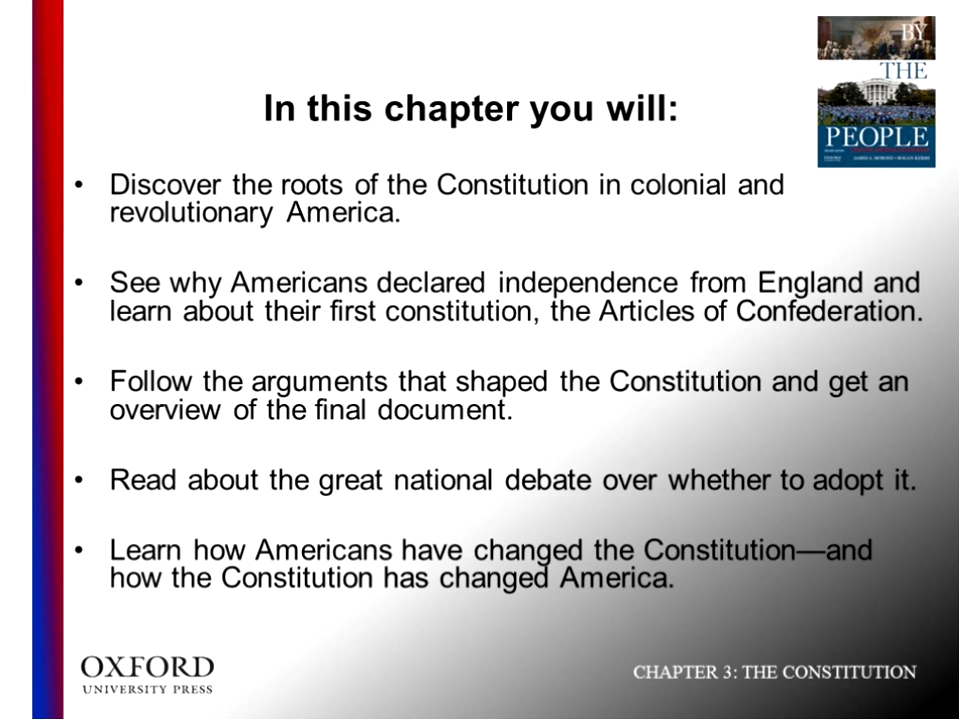 BY
THE
PEOPLE
In this chapter you will:
• Discover the roots of the Constitution in colonial and
revolutionary America.
• See why Americans declared independence from England and
learn about their first constitution, the Articles of Confederation.
• Follow the arguments that shaped the Constitution and get an
overview of the final document.
• Read about the great national debate over whether to adopt it.
• Learn how Americans have changed the Constitution—and
how the Constitution has changed America.
OXFORD
UNIVERSITY PRESS
CHAPTER 3: THE CONSTITUTION